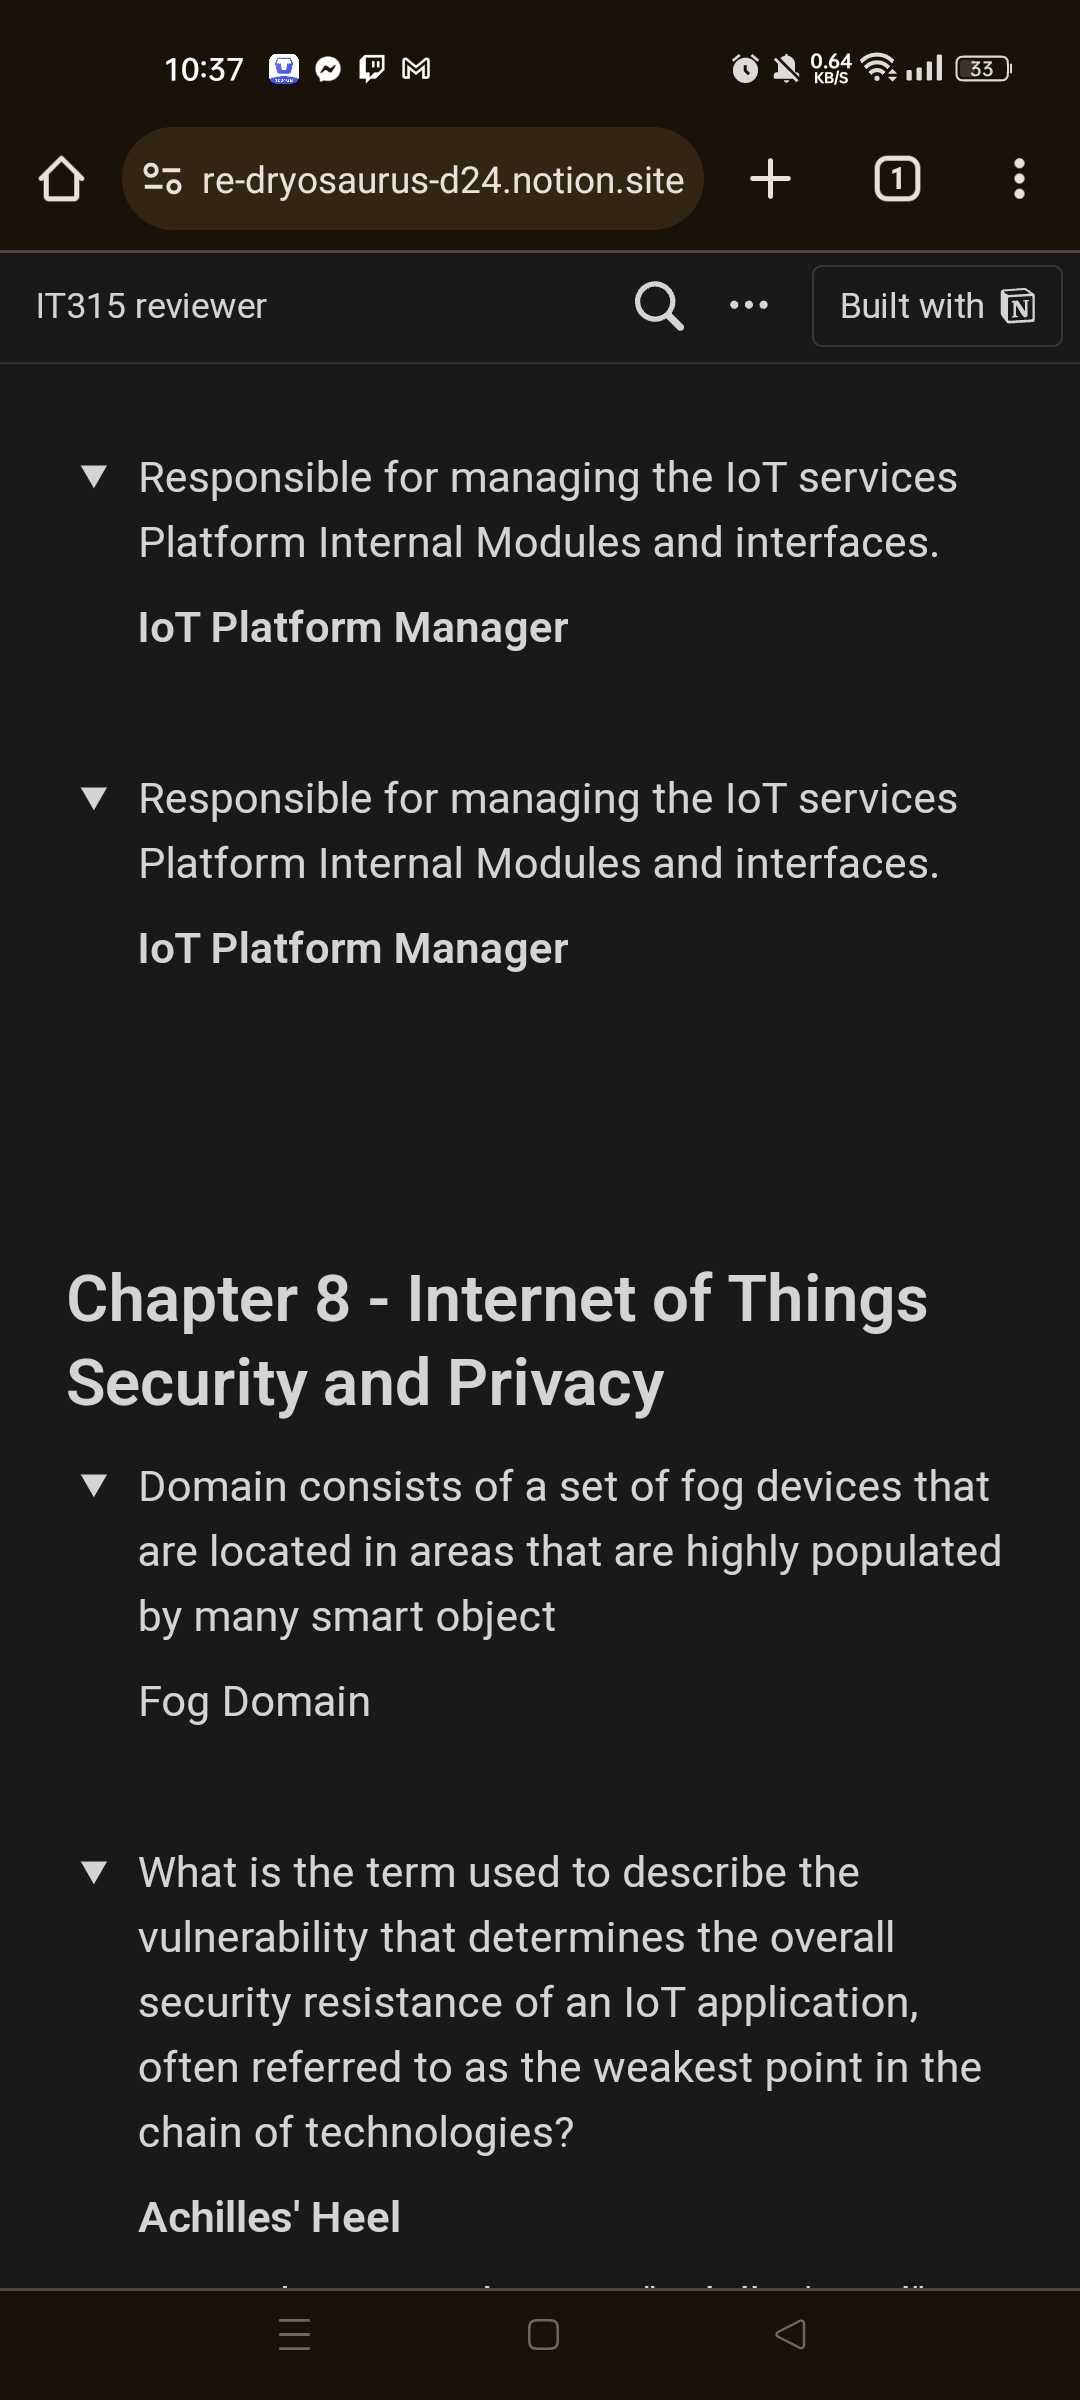 10:37
0.64
KB/S
33
re-dryosaurus-d24.notion.site
1
IT315 reviewer
Built with
Responsible for managing the IoT services
Platform Internal Modules and interfaces.
IoT Platform Manager
Responsible for managing the IoT services
Platform Internal Modules and interfaces.
IoT Platform Manager
Chapter 8 - Internet of Things
Security and Privacy
Domain consists of a set of fog devices that
are located in areas that are highly populated
by many smart object
Fog Domain
What is the term used to describe the
vulnerability that determines the overall
security resistance of an IoT application,
often referred to as the weakest point in the
chain of technologies?
Achilles' Heel